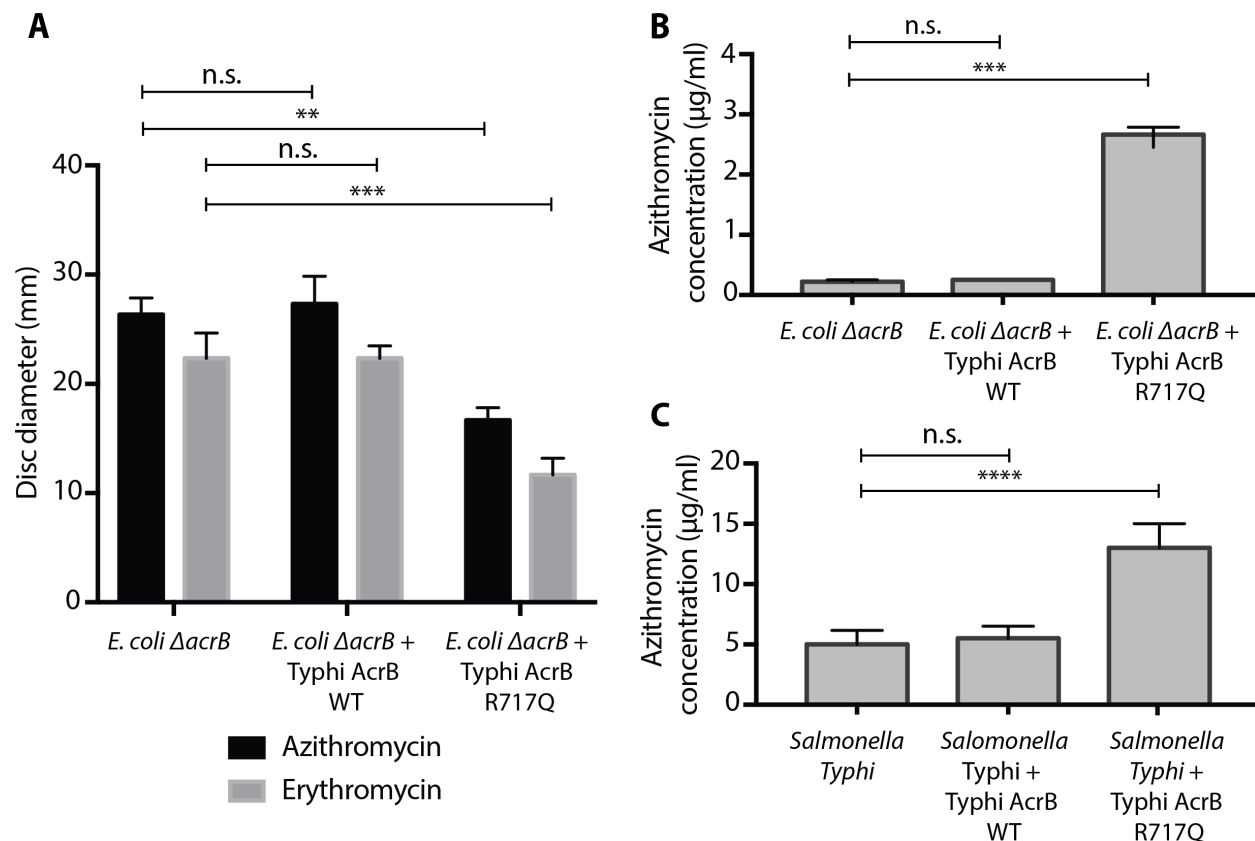 A
n.s.
**
n.s.
***
40
30
20
10
0
Disc diameter (mm)
E. coli ΔacrB
E. coli ΔacrB +
Typhi AcrB
WT
E. coli ΔacrB +
Typhi AcrB
R717Q
Azithromycin
Erythromycin
B
n.s.
***
4
3
2
1
0
Azithromycin
concentration (µg/ml)
E. coli ΔacrB
E. coli ΔacrB +
Typhi AcrB
WT
E. coli ΔacrB +
Typhi AcrB
R717Q
C
n.s.
****
20
15
10
5
0
Azithromycin
concentration (µg/ml)
Salmonella
Typhi
Salomonella
Typhi +
Typhi AcrB
WT
Salmonella
Typhi +
Typhi AcrB
R717Q